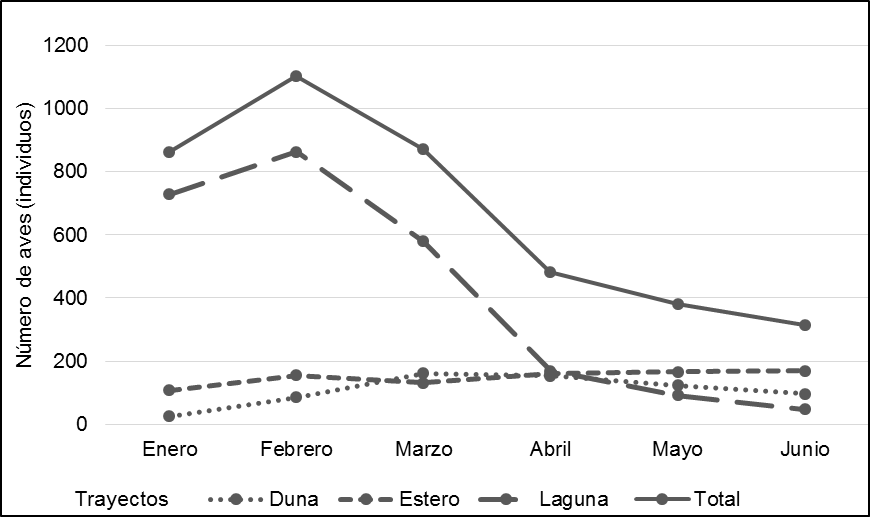 Número de aves (individuos)
1200
1000
800
600
400
200
0
Enero Febrero Marzo Abril Mayo Junio
Trayectos Duna Estero Laguna Total